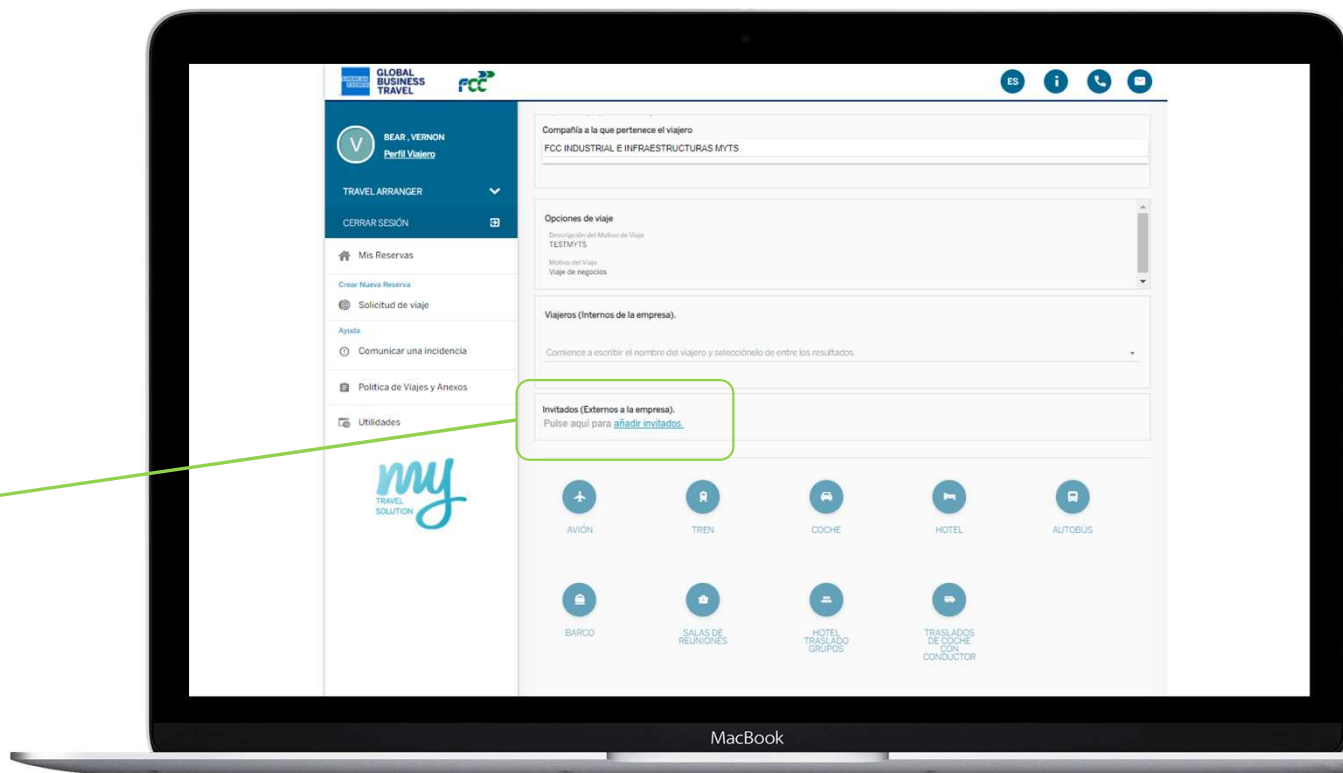 AMERICAN EXPRESS
GLOBAL
BUSINESS
TRAVEL
FCC
ES
i
V
BEAR , VERNON
Perfil Viajero
TRAVEL ARRANGER
CERRAR SESIÓN
Mis Reservas
Crear Nueva Reserva
Solicitud de viaje
Ayuda
Comunicar una incidencia
Política de Viajes y Anexos
Utilidades
my
TRAVEL
SOLUTION
Compañía a la que pertenece el viajero
FCC INDUSTRIAL E INFRAESTRUCTURAS MYTS
Opciones de viaje
Descripción del Motivo de Viaje
TESTMYTS
Motivo del Viaje
Viaje de negocios
Viajeros (Internos de la empresa).
Comience a escribir el nombre del viajero y selecciónelo de entre los resultados.
Invitados (Externos a la empresa).
Pulse aquí para añadir invitados.
AVIÓN
TREN
COCHE
HOTEL
AUTOBÚS
BARCO
SALAS DE
REUNIONES
HOTEL
TRASLADO
GRUPOS
TRASLADOS
DE COCHE
CON
CONDUCTOR
MacBook